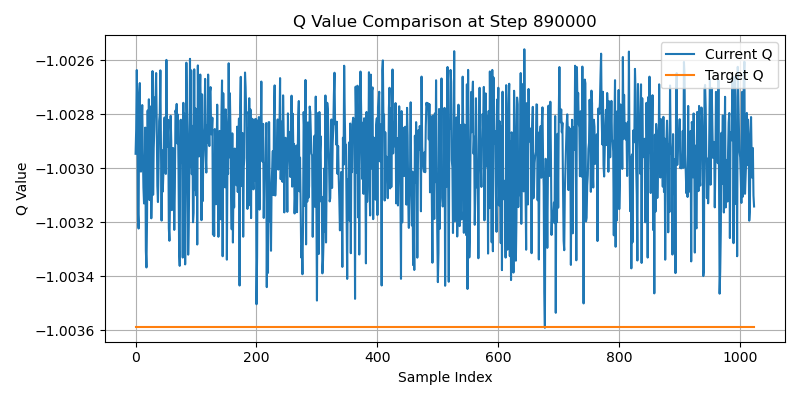 Q Value Comparison at Step 890000
Current Q
Target Q
−1.0026
−1.0028
−1.0030
−1.0032
−1.0034
−1.0036
Q Value
0 200 400 600 800 1000
Sample Index